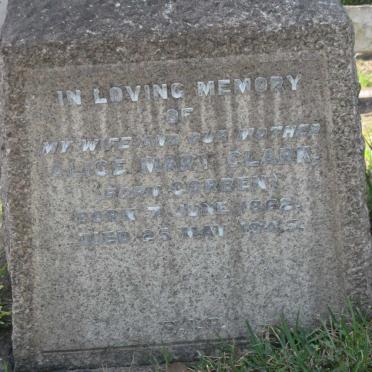 IN LOVING MEMORY
OF
MY WIFE AND OUR MOTHER
ALICE MARY CLARK.
CORBEN
BORN 7 JUNE
DIED 25 MAY